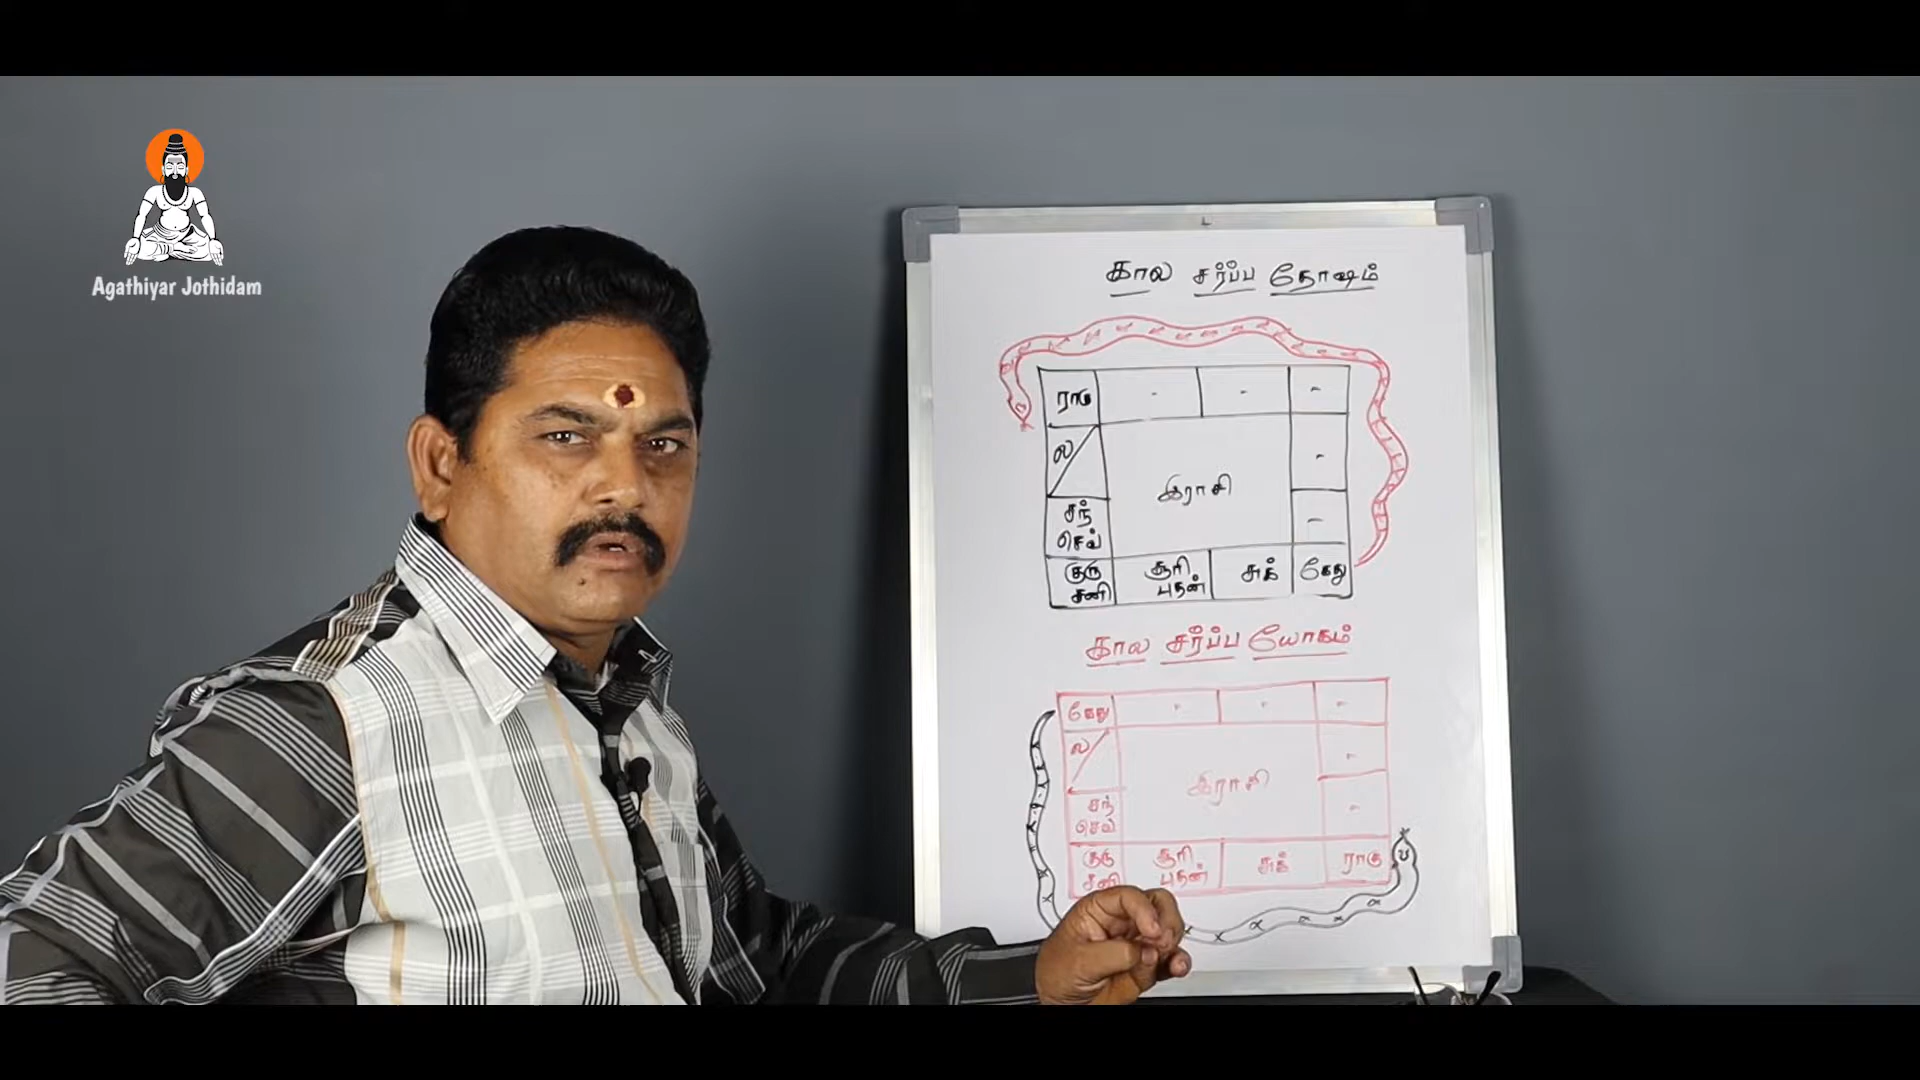 Agathiyar Jothidam
கால சர்ப்ப தோஷம்
ராகு - - -
ல -
இராசி
சந்
செவ் -
குரு
சனி
சூரி
புதன்
சுக் கேது
கால சர்ப்ப யோகம்
கேது - - -
ல -
இராசி
சந்
செவ் -
குரு
சனி
சூரி
புதன்
சுக் ராகு